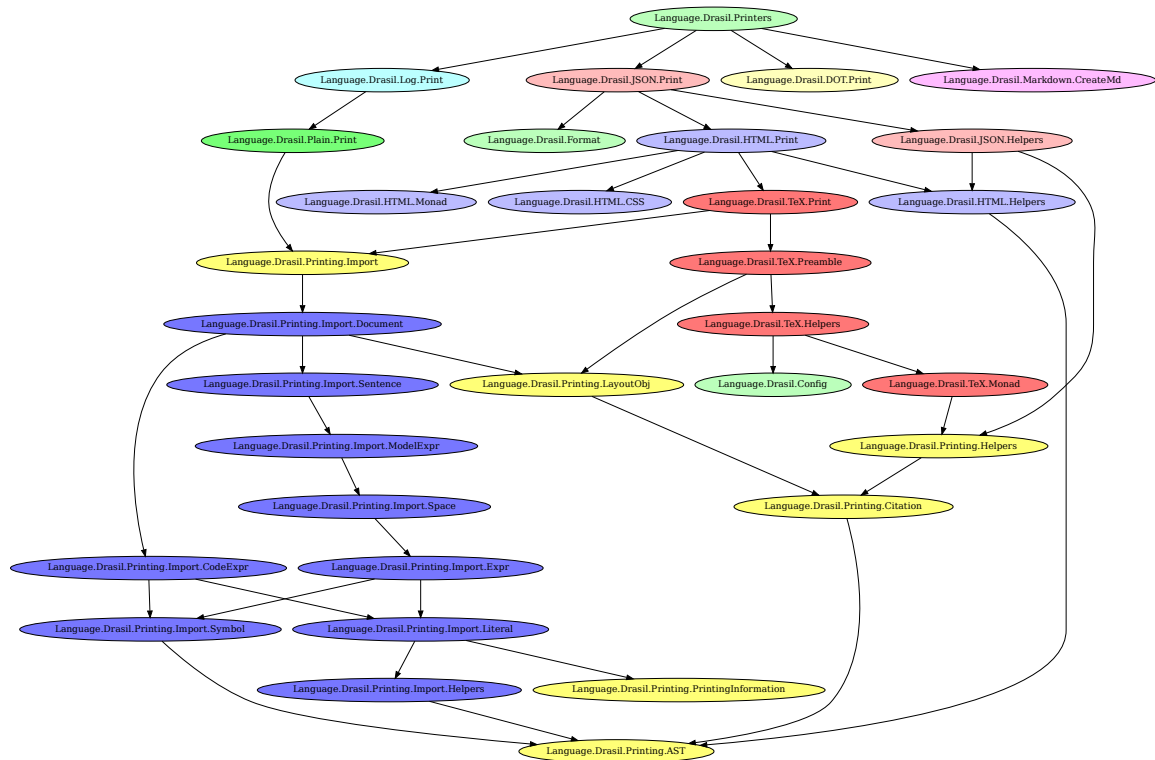 Language.Drasil.Printers
Language.Drasil.Log.Print
Language.Drasil.JSON.Print
Language.Drasil.DOT.Print
Language.Drasil.Markdown.CreateMd
Language.Drasil.Plain.Print
Language.Drasil.Format
Language.Drasil.HTML.Print
Language.Drasil.JSON.Helpers
Language.Drasil.HTML.Monad
Language.Drasil.HTML.CSS
Language.Drasil.TeX.Print
Language.Drasil.HTML.Helpers
Language.Drasil.Printing.Import
Language.Drasil.TeX.Preamble
Language.Drasil.Printing.Import.Document
Language.Drasil.TeX.Helpers
Language.Drasil.Printing.Import.Sentence
Language.Drasil.Printing.LayoutObj
Language.Drasil.Config
Language.Drasil.TeX.Monad
Language.Drasil.Printing.Import.ModelExpr
Language.Drasil.Printing.Helpers
Language.Drasil.Printing.Import.Space
Language.Drasil.Printing.Citation
Language.Drasil.Printing.Import.CodeExpr
Language.Drasil.Printing.Import.Expr
Language.Drasil.Printing.Import.Symbol
Language.Drasil.Printing.Import.Literal
Language.Drasil.Printing.Import.Helpers
Language.Drasil.Printing.PrintingInformation
Language.Drasil.Printing.AST